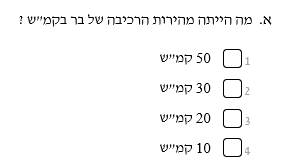 א. מה הייתה מהירות הרכיבה של בר בקמ״ש ?
50 קמ״ש 1
30 קמ״ש 2
20 קמ״ש 3
10 קמ״ש 4